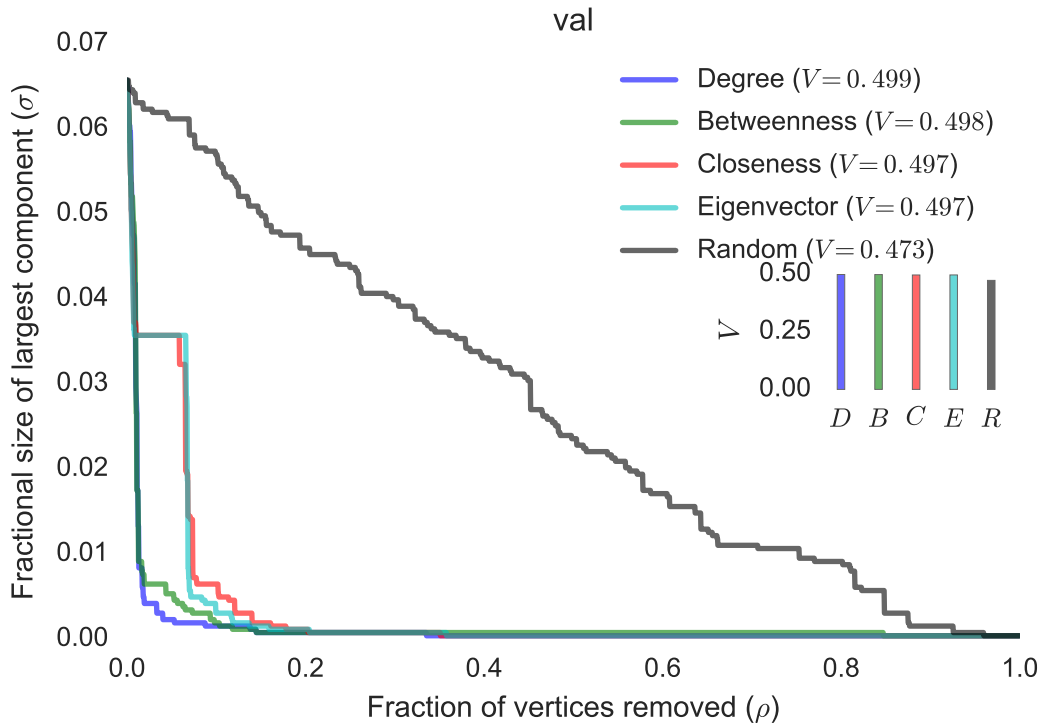 val
Fractional size of largest component (σ)
0.07
0.06
0.05
0.04
0.03
0.02
0.01
0.00
Degree (V = 0.499)
Betweenness (V = 0.498)
Closeness (V = 0.497)
Eigenvector (V = 0.497)
Random (V = 0.473)
V
0.50
0.25
0.00
D B C E R
0.0 0.2 0.4 0.6 0.8 1.0
Fraction of vertices removed (ρ)